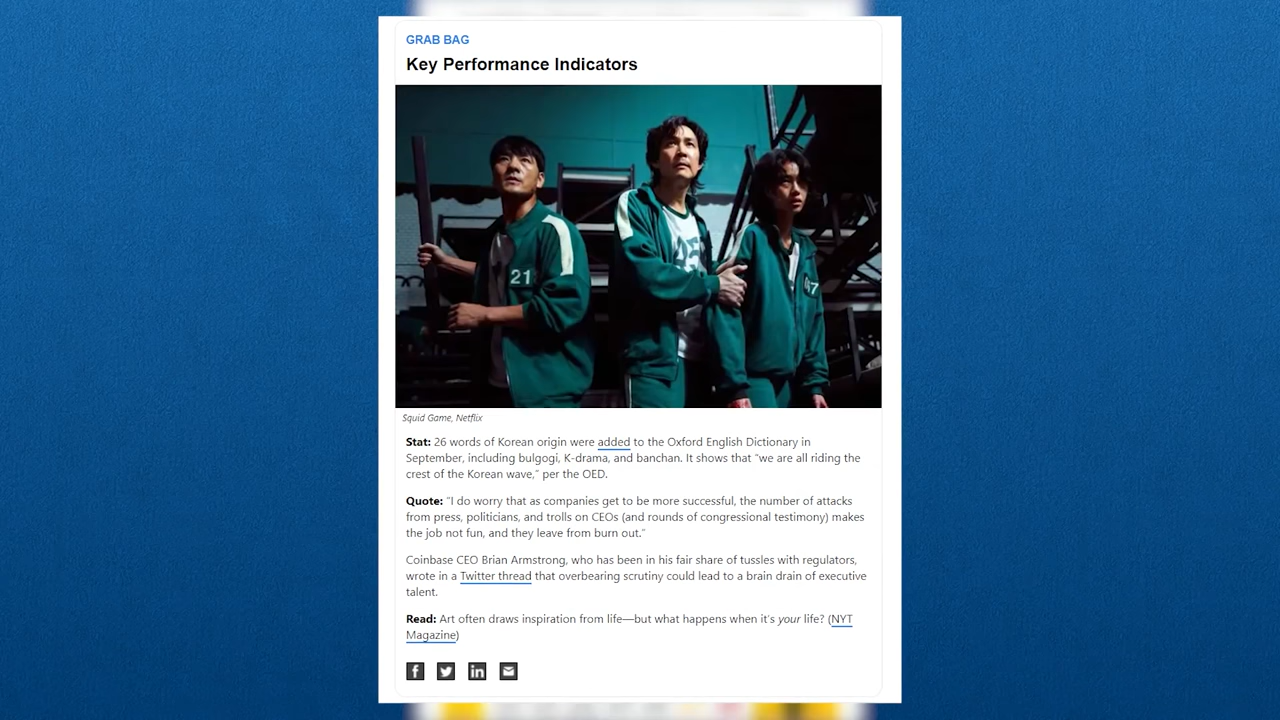 GRAB BAG
Key Performance Indicators
21
Squid Game, Netflix
Stat: 26 words of Korean origin were added to the Oxford English Dictionary in
September, including bulgogi, K-drama, and banchan. It shows that “we are all riding the
crest of the Korean wave,” per the OED.
Quote: “I do worry that as companies get to be more successful, the number of attacks
from press, politicians, and trolls on CEOs (and rounds of congressional testimony) makes
the job not fun, and they leave from burn out.”
Coinbase CEO Brian Armstrong, who has been in his fair share of tussles with regulators,
wrote in a Twitter thread that overbearing scrutiny could lead to a brain drain of executive
talent.
Read: Art often draws inspiration from life—but what happens when it’s your life? (NYT
Magazine)